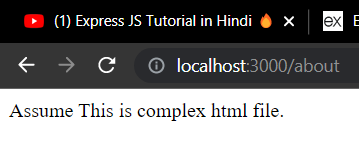 (1) Express JS Tutorial in Hindi 🔥
ex
localhost:3000/about
Assume This is complex html file.